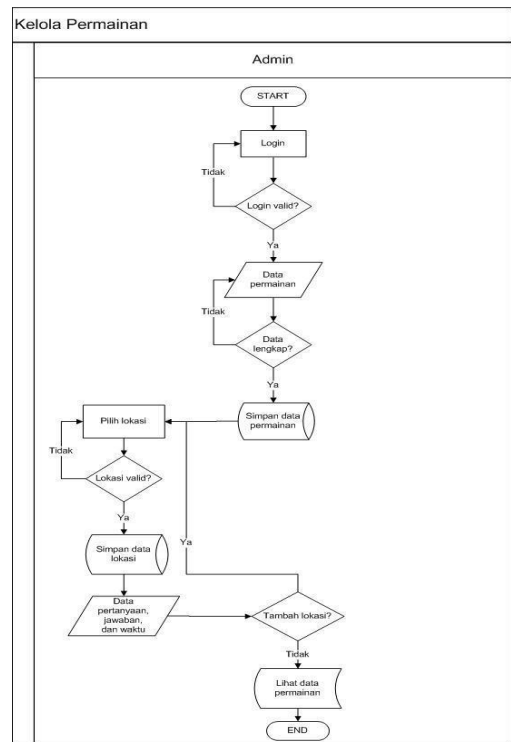 Kelola Permainan
Admin
START
Login
Tidak
Login valid?
Ya
Data
permainan
Tidak
Data
lengkap?
Ya
Simpan data
permainan
Pilih lokasi
Tidak
Lokasi valid?
Ya
Simpan data
lokasi
Ya
Data
pertanyaan,
jawaban,
dan waktu
Tambah lokasi?
Tidak
Lihat data
permainan
END